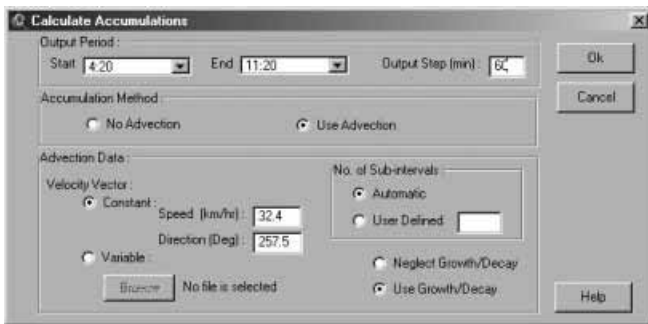 Calculate Accumulations
Output Period :
Start 4:20 End 11:20 Output Step (min) : 60
Ok
Cancel
Accumulation Method :
No Advection Use Advection
Advection Data :
Velocity Vector :
Constant :
Speed (km/hr) : 32.4
Direction (Deg) : 257.5
Variable :
Browse No file is selected
No. of Sub-intervals
Automatic
User Defined
Neglect Growth/Decay
Use Growth/Decay
Help